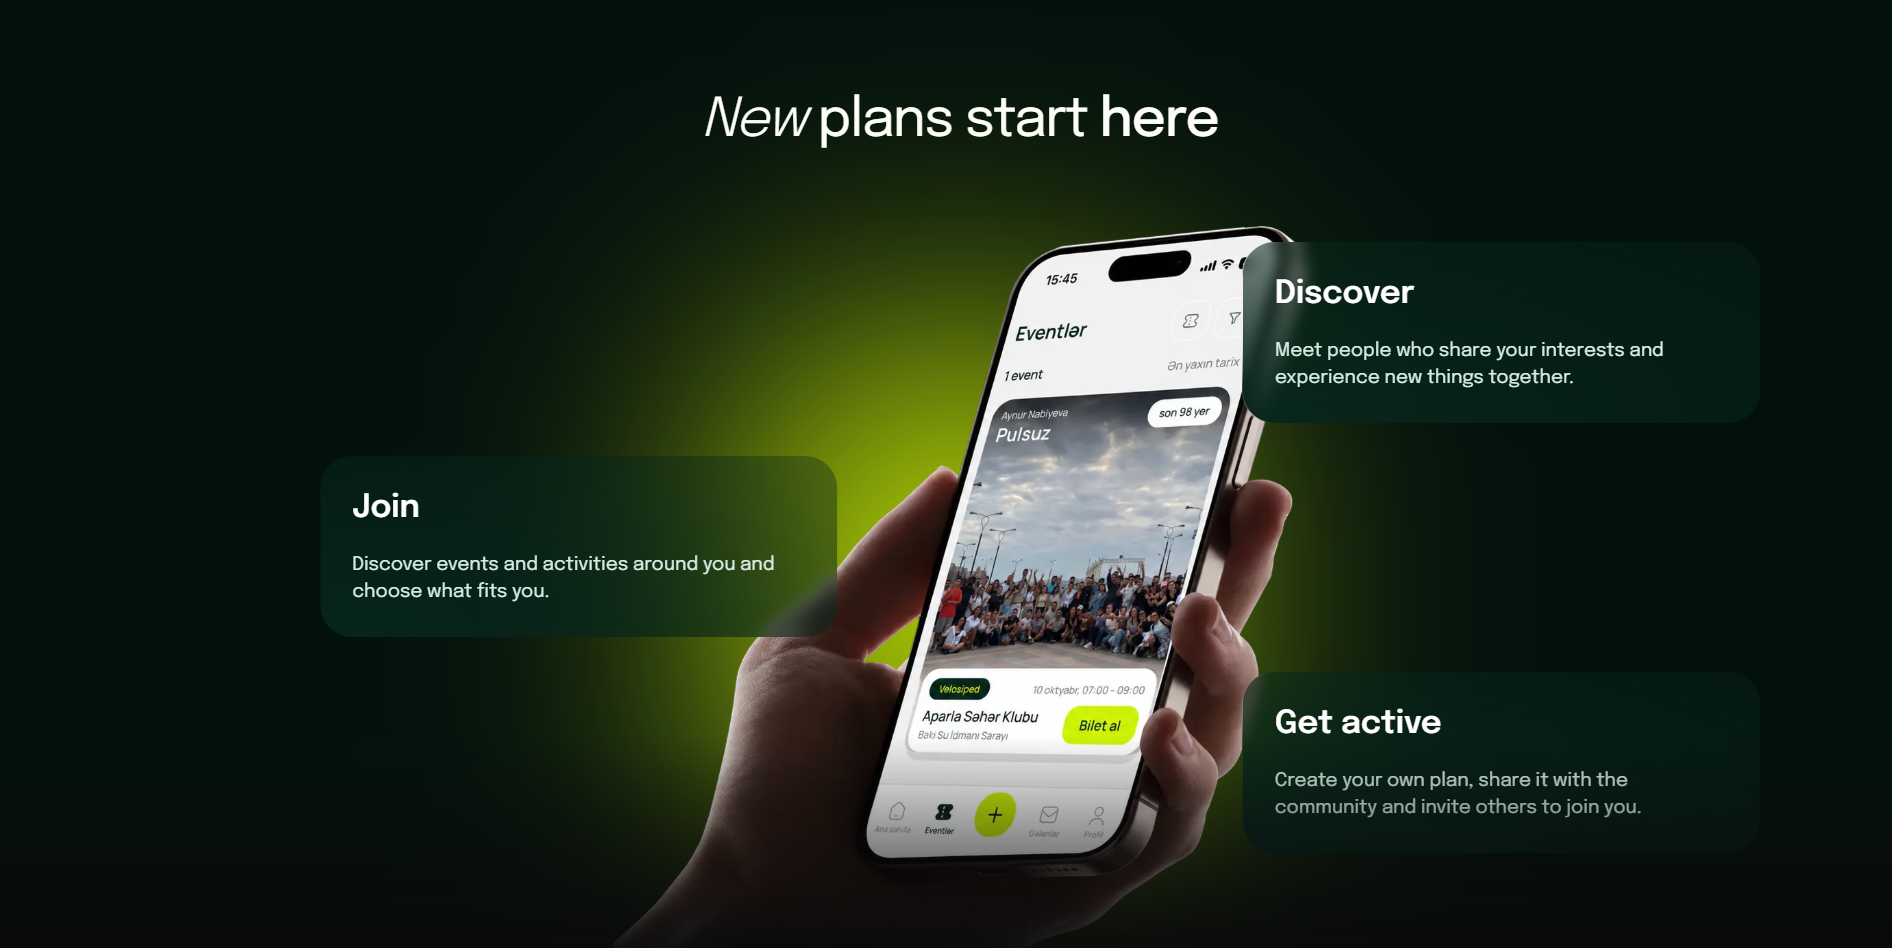 New plans start here
15:45
Eventlər
1 event
Ən yaxın tarix
Aynur Nabiyeva
Pulsuz
son 98 yer
Velosiped
10 oktyabr, 07:00 - 09:00
Aparla Səhər Klubu
Bakı Su İdmanı Sarayı
Bilet al
Ana səhifə
Eventlər
Gələnlər
Profil
Discover
Meet people who share your interests and
experience new things together.
Join
Discover events and activities around you and
choose what fits you.
Get active
Create your own plan, share it with the
community and invite others to join you.